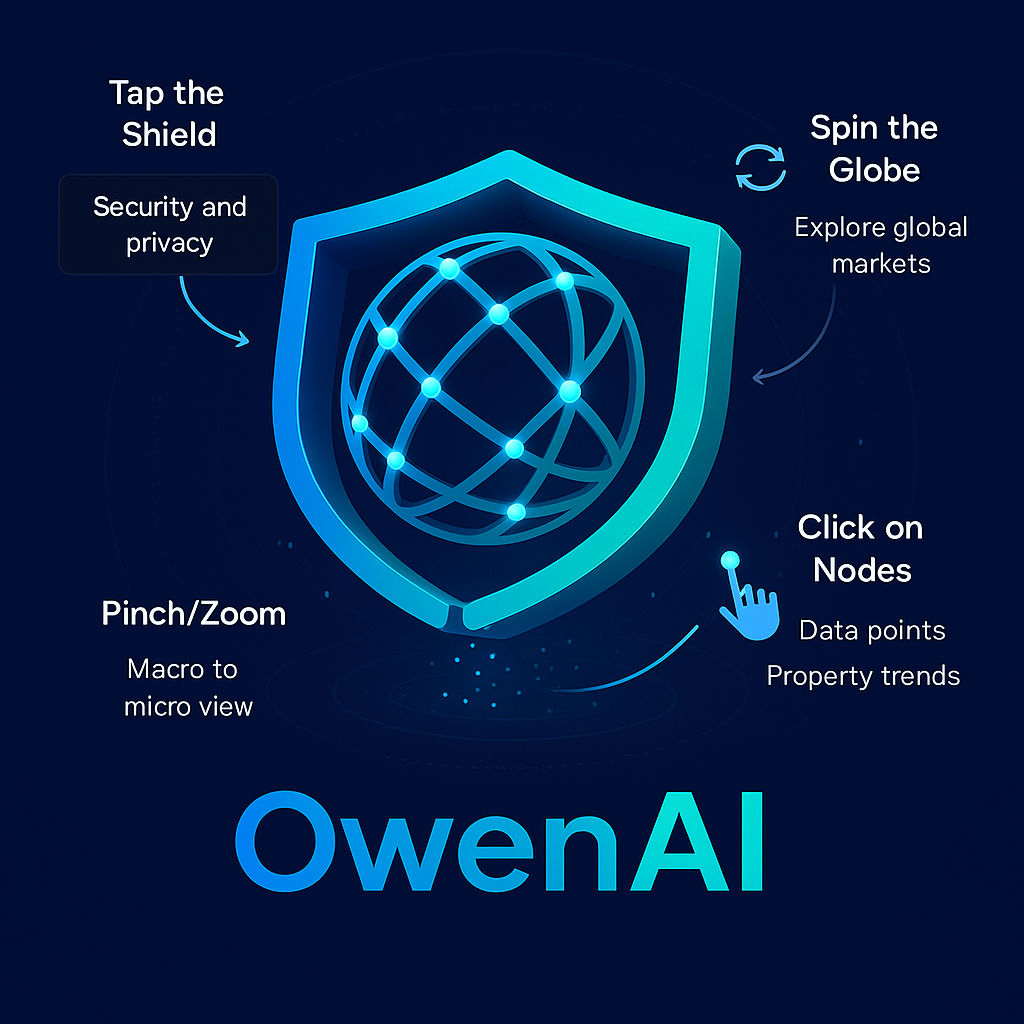 Tap the
Shield
Security and
privacy
Spin the
Globe
Explore global
markets
Click on
Nodes
Data points
Property trends
Pinch/Zoom
Macro to
micro view
OwenAI